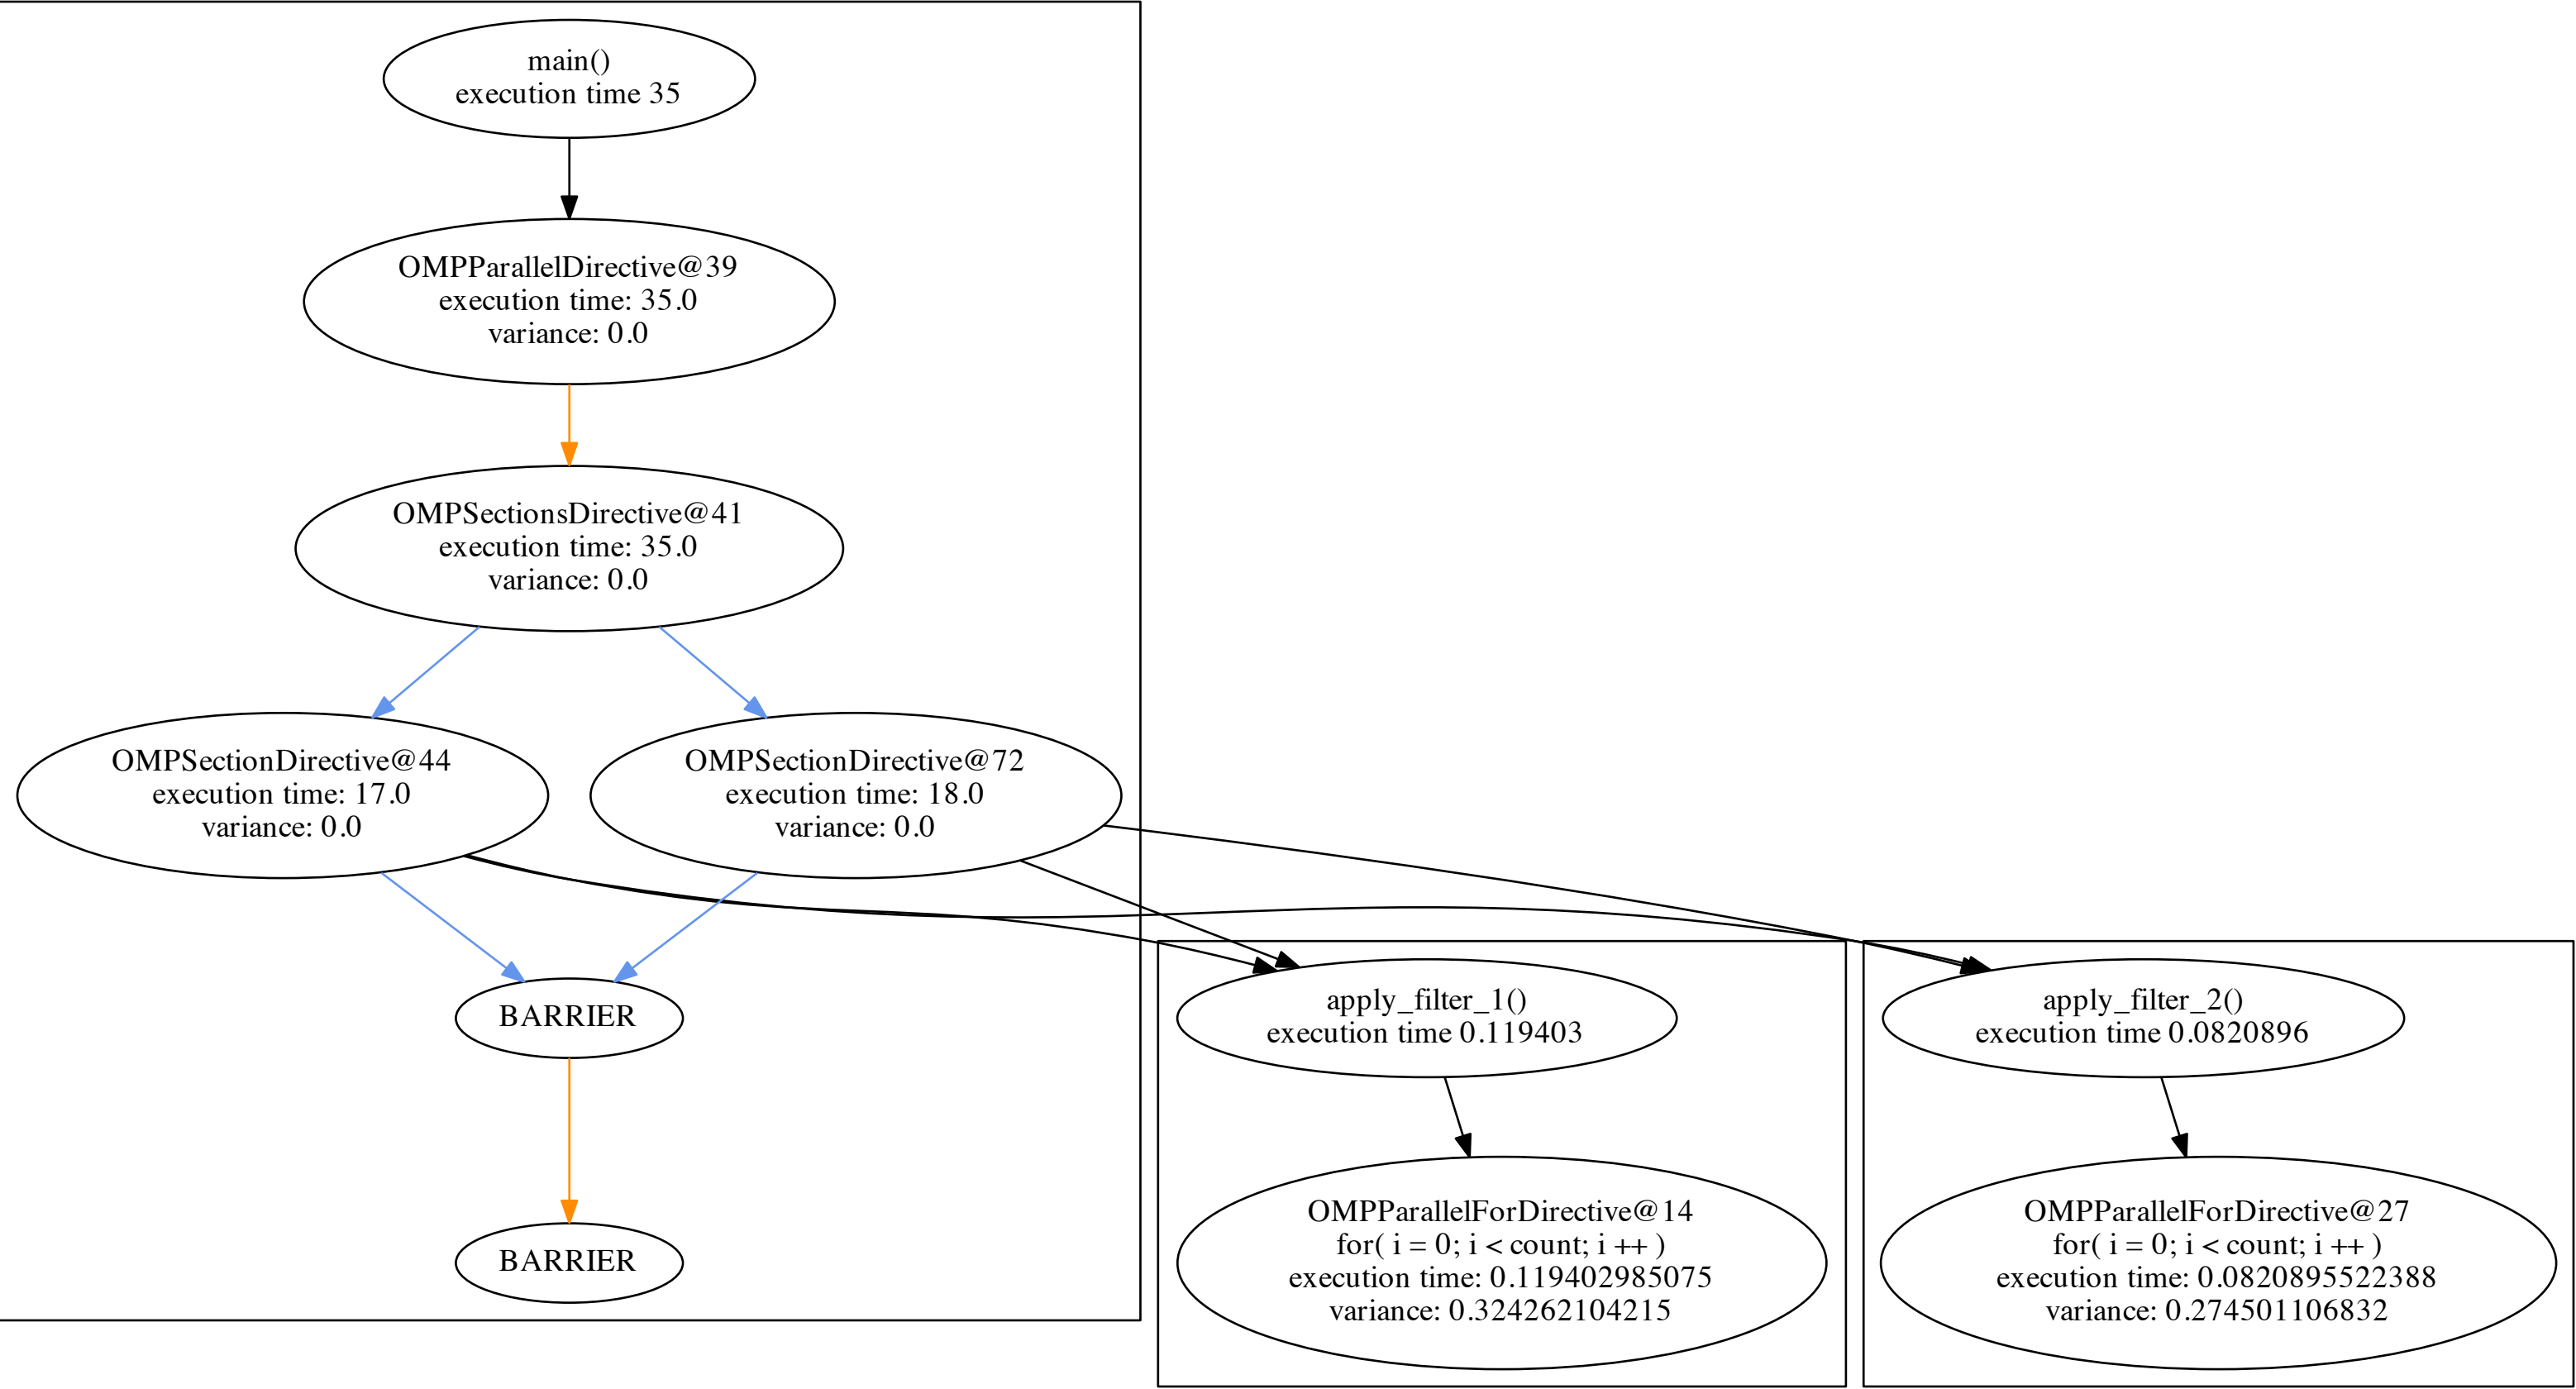 main()
execution time 35
OMPParallelDirective@39
execution time: 35.0
variance: 0.0
OMPSectionsDirective@41
execution time: 35.0
variance: 0.0
OMPSectionDirective@44
execution time: 17.0
variance: 0.0
OMPSectionDirective@72
execution time: 18.0
variance: 0.0
BARRIER
BARRIER
apply_filter_1()
execution time 0.119403
OMPParallelForDirective@14
for( i = 0; i < count; i ++ )
execution time: 0.119402985075
variance: 0.324262104215
apply_filter_2()
execution time 0.0820896
OMPParallelForDirective@27
for( i = 0; i < count; i ++ )
execution time: 0.0820895522388
variance: 0.274501106832